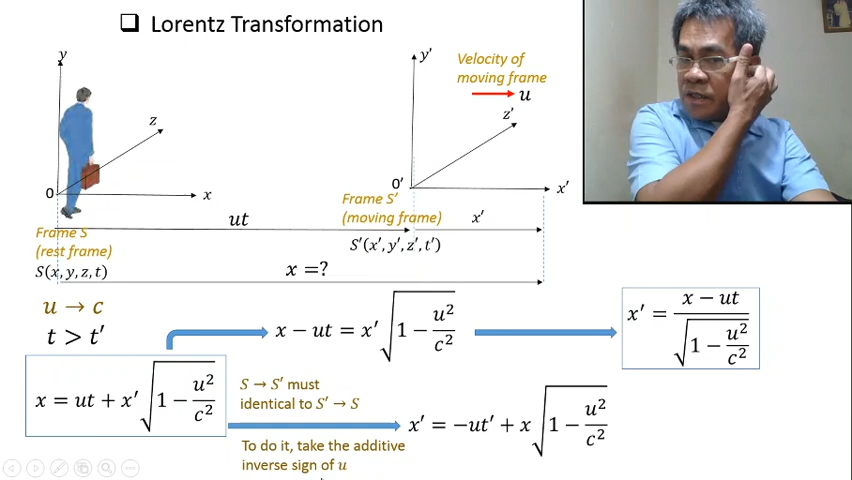 ❑ Lorentz Transformation
y
z
0
x
Frame S
(rest frame)
S(x, y, z, t)
ut
y′
Velocity of
moving frame
u
z′
0′
x′
Frame S′
(moving frame)
x′
S′(x′, y′, z′, t′)
x =?
u → c
t > t′
x − ut = x′ √(1 − u²/c²)
x′ = (x − ut) / √(1 − u²/c²)
x = ut + x′ √(1 − u²/c²)
S → S′ must
identical to S′ → S
x′ = −ut′ + x √(1 − u²/c²)
To do it, take the additive
inverse sign of u